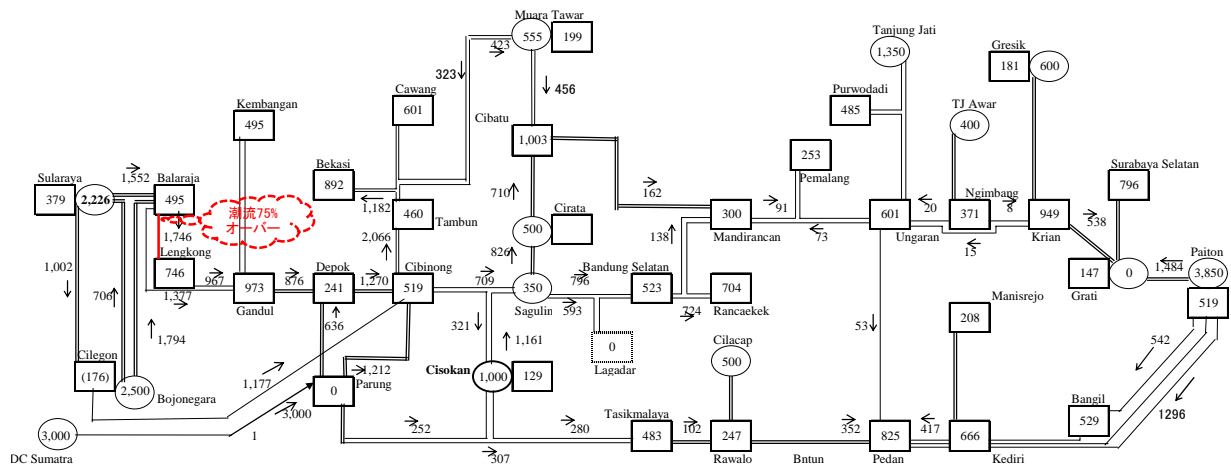 Muara Tawar
555
199
423
323
456
Tanjung Jati
1,350
Gresik
181
600
Kembangan
495
Cawang
601
Cibatu
1,003
Purwodadi
485
TJ Awar
400
Pemalang
253
Surabaya Selatan
796
Bekasi
892
Sularaya
379
2,226
1,552
Balaraja
495
潮流75%
オーバー
1,746
1,182
460
Tambun
710
162
91
Cirata
500
300
Mandirancan
73
601
Ungaran
20
Ngimbang
371
8
949
Krian
15
538
1,002
Lengkong
746
967
2,066
826
138
706
1,377
973
Gandul
876
Depok
241
1,270
Cibinong
519
709
796
350
Sagulin
593
Bandung Selatan
523
724
704
Rancaekek
147
Grati
0
1,484
Paiton
3,850
519
1,794
636
321
1,161
Manisrejo
208
53
542
Cilegon
(176)
2,500
Bojonegara
1,177
1,212
0
Parung
3,000
Cisokan
1,000
129
0
Lagadar
Cilacap
500
Bangil
529
1296
3,000
DC Sumatra
1
252
307
280
Tasikmalaya
483
102
247
Rawalo
Bntun
352
825
Pedan
417
666
Kediri